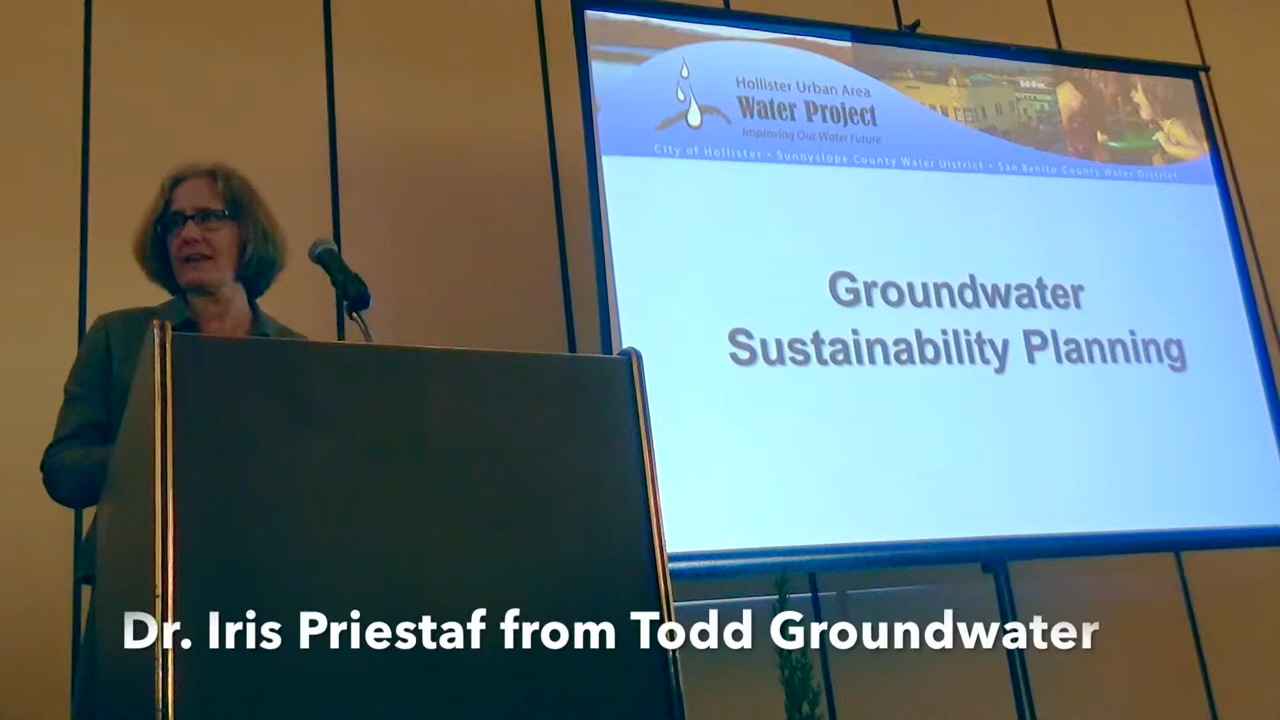 Hollister Urban Area
Water Project
Improving Our Water Future
City of Hollister • Sunnyslope County Water District • San Benito County Water District
Groundwater
Sustainability Planning
Dr. Iris Priestaf from Todd Groundwater